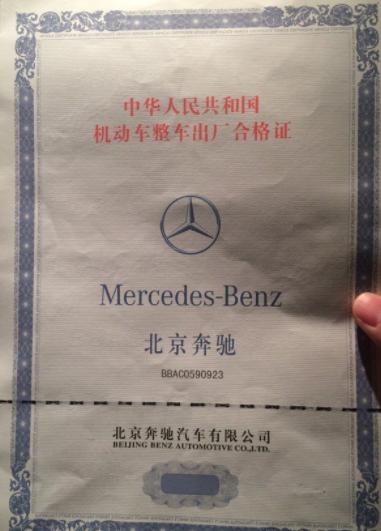 中华人民共和国
机动车整车出厂合格证
Mercedes-Benz
北京奔驰
BBAC0590923
北京奔驰汽车有限公司
BEIJING BENZ AUTOMOTIVE CO.,LTD.